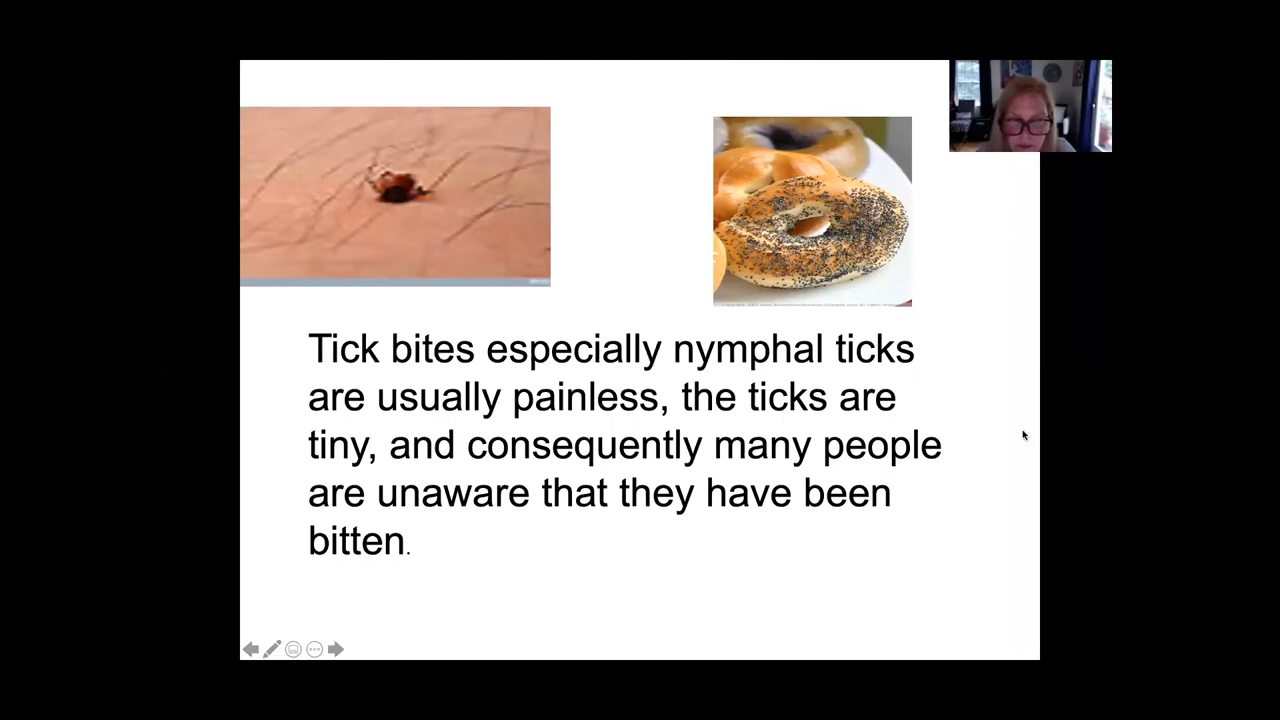 Tick bites especially nymphal ticks
are usually painless, the ticks are
tiny, and consequently many people
are unaware that they have been
bitten.